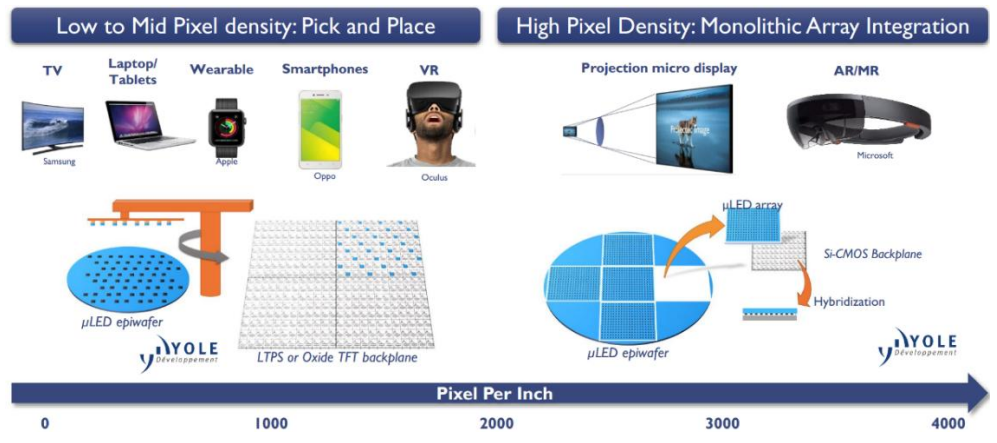 Low to Mid Pixel density: Pick and Place
TV
Laptop/
Tablets
Wearable
Smartphones
VR
Samsung
Apple
Oppo
Oculus
µLED epiwafer
LTPS or Oxide TFT backplane
YOLE
Développement
High Pixel Density: Monolithic Array Integration
Projection micro display
AR/MR
Microsoft
µLED array
Si-CMOS Backplane
Hybridization
µLED epiwafer
YOLE
Développement
Pixel Per Inch
0
1000
2000
3000
4000